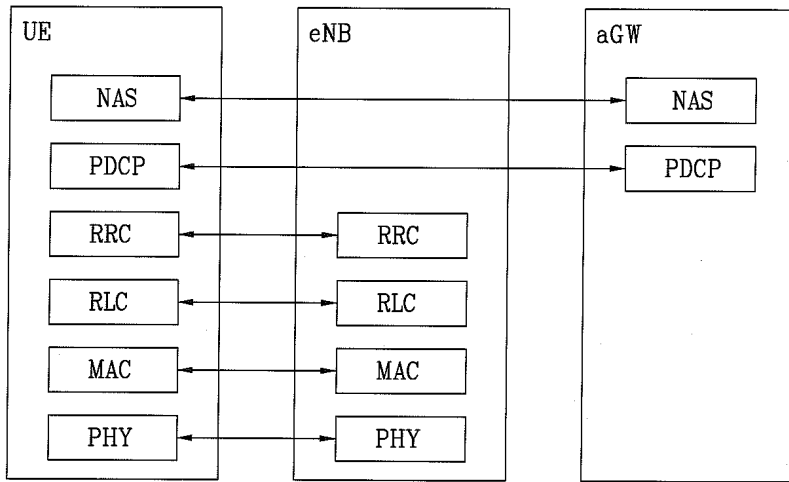 UE
eNB
aGW
NAS
NAS
PDCP
PDCP
RRC
RRC
RLC
RLC
MAC
MAC
PHY
PHY